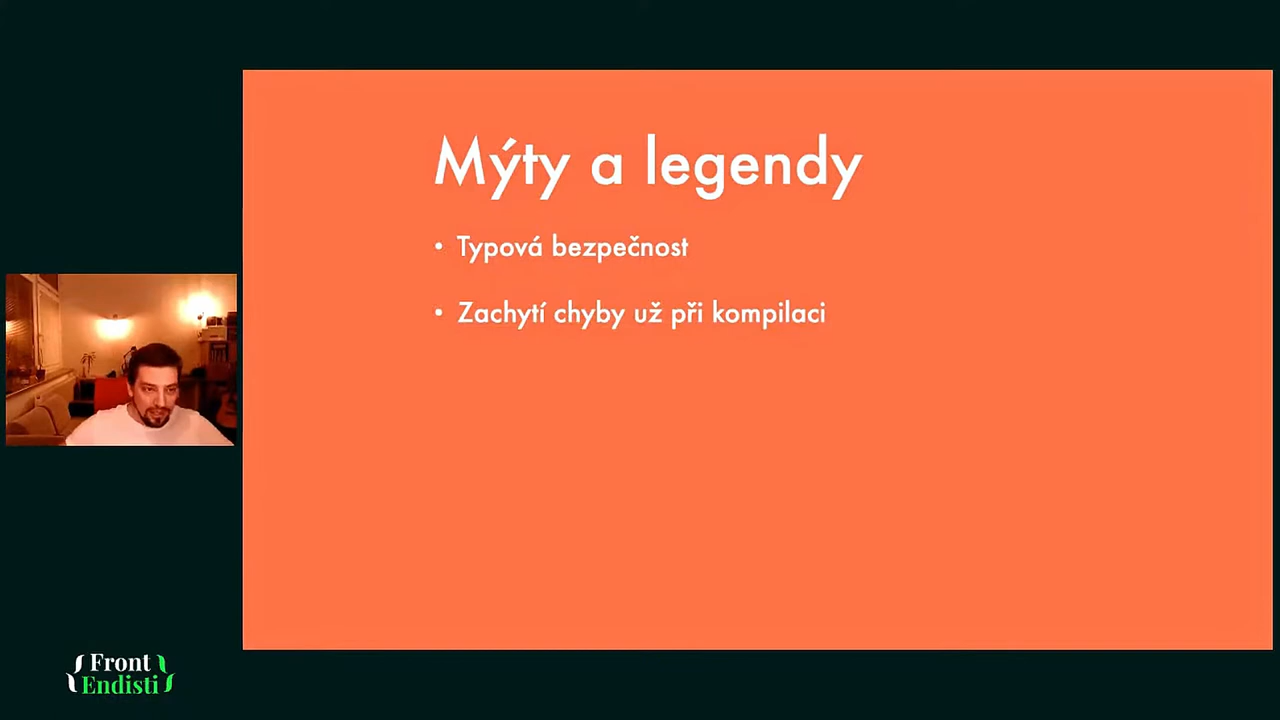 Mýty a legendy
• Typová bezpečnost
• Zachytí chyby už při kompilaci
{Front
Endisti}